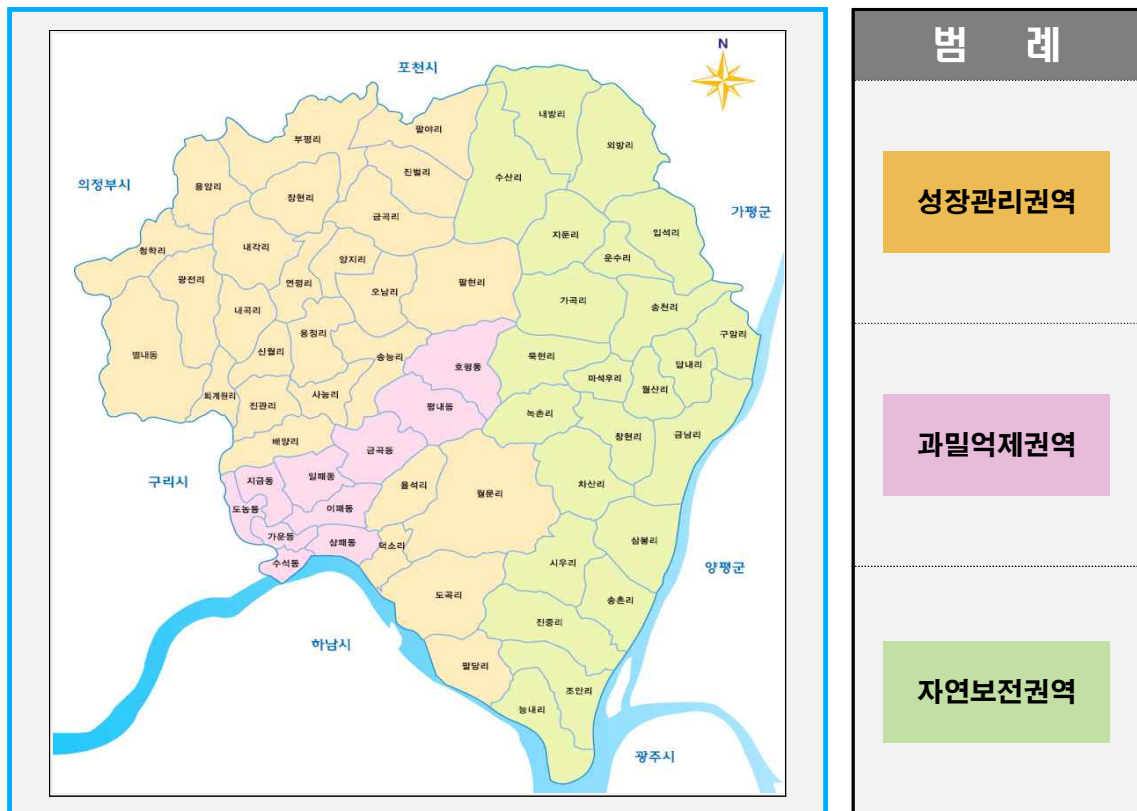 범 례
성장관리권역
과밀억제권역
자연보전권역
N
포천시
의정부시
가평군
구리시
양평군
하남시
광주시
내방리
외방리
팔야리
부평리
수산리
진벌리
용암리
장현리
금곡리
지둔리
입석리
내각리
운수리
청학리
양지리
광전리
연평리
오남리
팔현리
가곡리
송천리
내곡리
구암리
용정리
별내동
신월리
송능리
호평동
묵현리
답내리
마석우리
월산리
퇴계원리
진관리
사능리
평내동
녹촌리
창현리
금남리
배양리
금곡동
지금동
일패동
율석리
월문리
차산리
도농동
이패동
가운동
삼패동
덕소리
삼봉리
수석동
시우리
도곡리
송촌리
진중리
팔당리
조안리
능내리